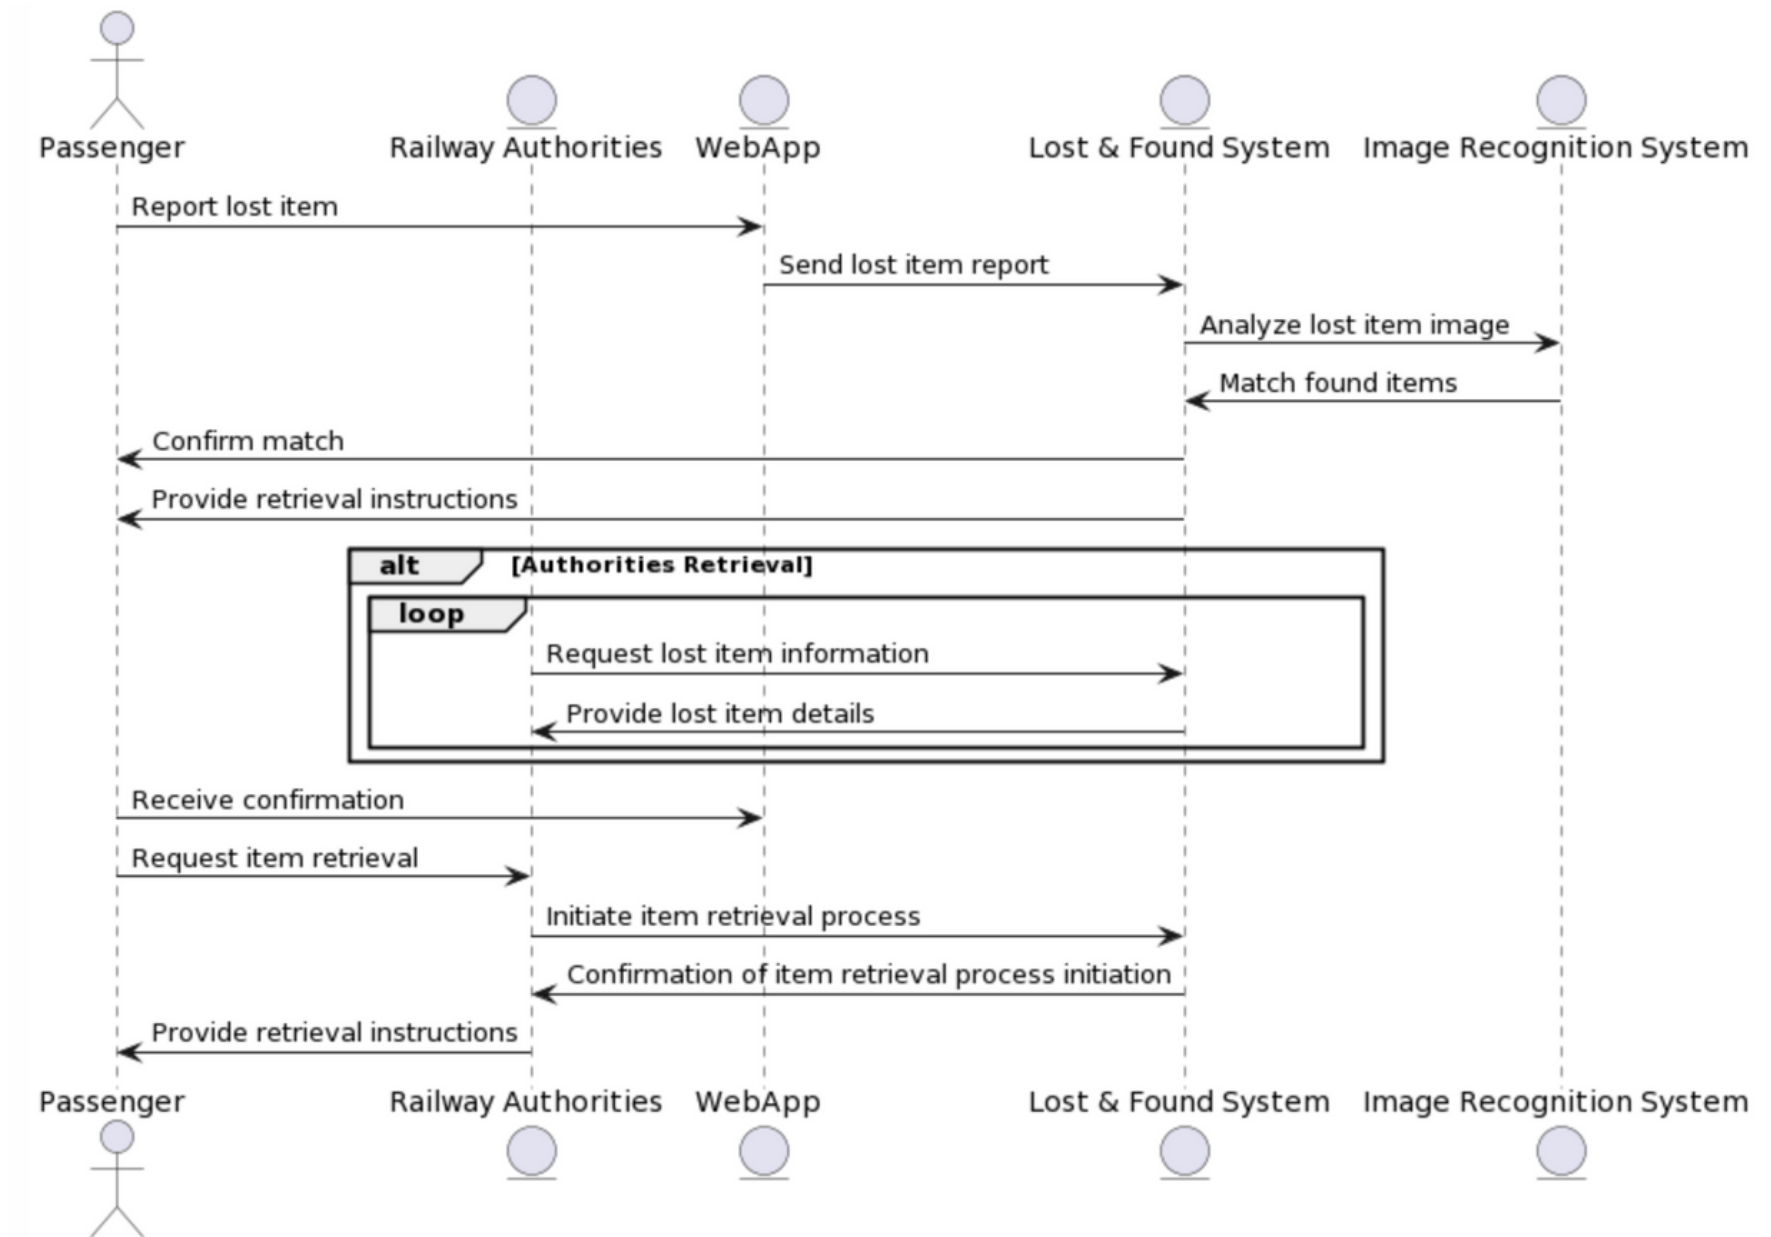 Passenger
Railway Authorities
WebApp
Lost & Found System
Image Recognition System
Report lost item
Send lost item report
Analyze lost item image
Match found items
Confirm match
Provide retrieval instructions
alt [Authorities Retrieval]
loop
Request lost item information
Provide lost item details
Receive confirmation
Request item retrieval
Initiate item retrieval process
Confirmation of item retrieval process initiation
Provide retrieval instructions
Passenger
Railway Authorities
WebApp
Lost & Found System
Image Recognition System